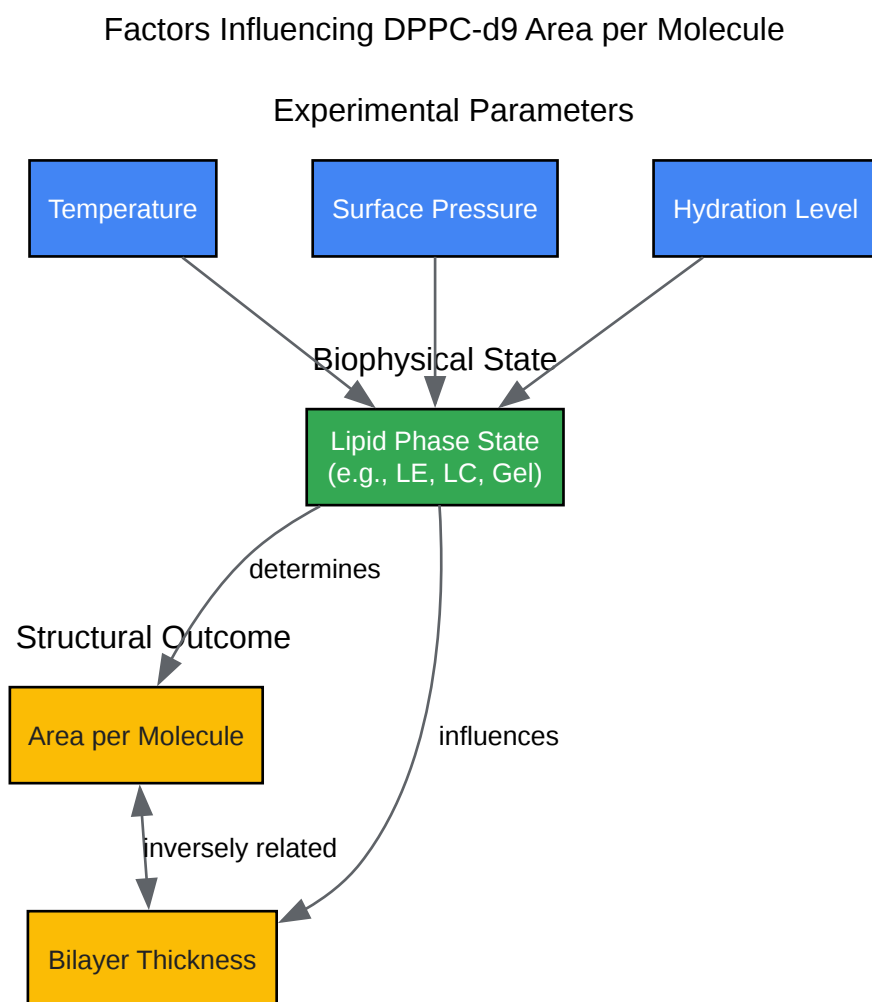 Factors Influencing DPPC-d9 Area per Molecule
Experimental Parameters
Temperature
Surface Pressure
Hydration Level
Biophysical State
Lipid Phase State
(e.g., LE, LC, Gel)
determines
Structural Outcome
Area per Molecule
influences
inversely related
Bilayer Thickness